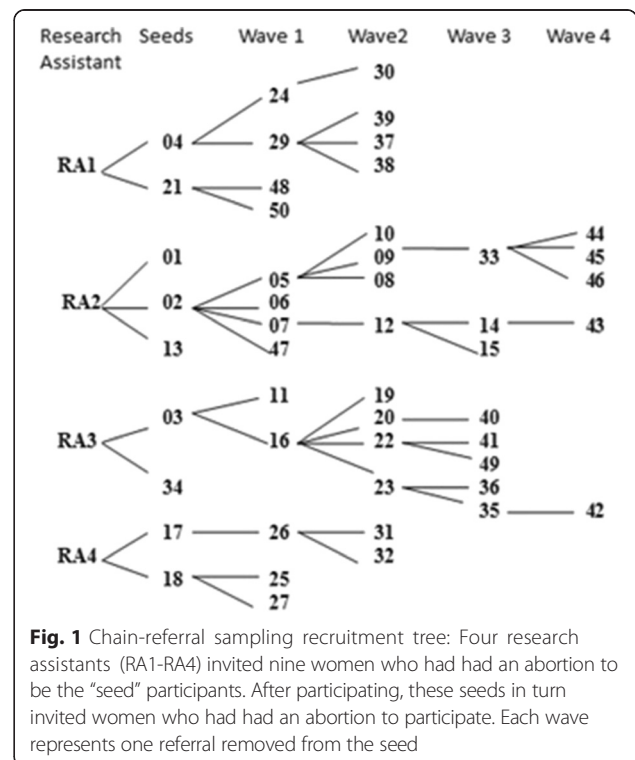 Research Seeds Wave 1 Wave2 Wave 3 Wave 4
Assistant
30
24
39
04 29 37
RA1 38
21 48
50
10 44
01 09 33 45
05 08 46
RA2 02 06
07 12 14 43
13 47 15
11 19
03 20 40
RA3 16 22 41
49
34 23 36
35 42
17 26 31
RA4 32
18 25
27
Fig. 1 Chain-referral sampling recruitment tree: Four research
assistants (RA1-RA4) invited nine women who had had an abortion to
be the “seed” participants. After participating, these seeds in turn
invited women who had had an abortion to participate. Each wave
represents one referral removed from the seed